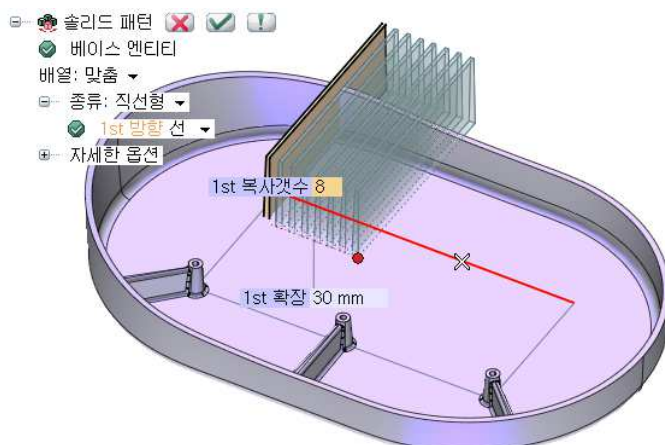 솔리드 패턴
베이스 엔티티
배열: 맞춤
종류: 직선형
1st 방향 선
자세한 옵션
1st 복사갯수 8
1st 확장 30 mm